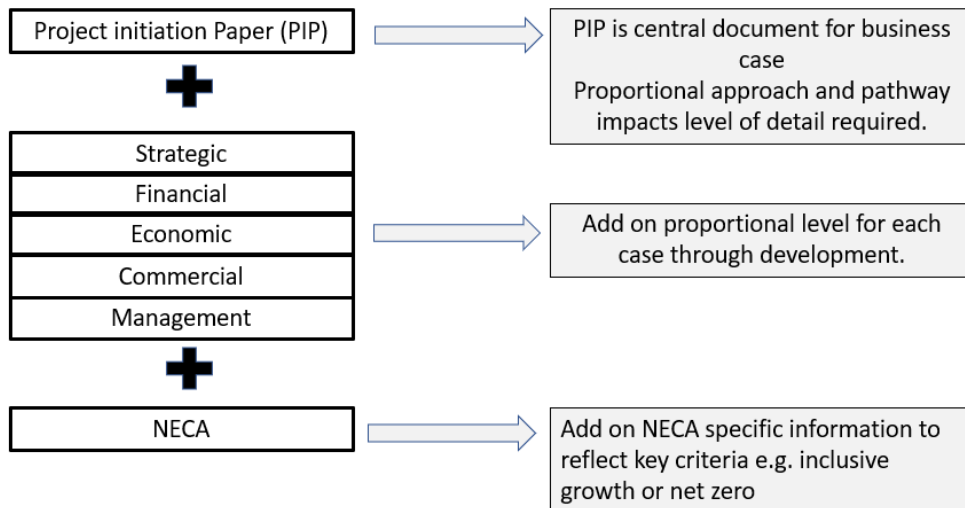 Project initiation Paper (PIP)
PIP is central document for business
case
Proportional approach and pathway
impacts level of detail required.
Strategic
Financial
Economic
Commercial
Management
Add on proportional level for each
case through development.
NECA
Add on NECA specific information to
reflect key criteria e.g. inclusive
growth or net zero